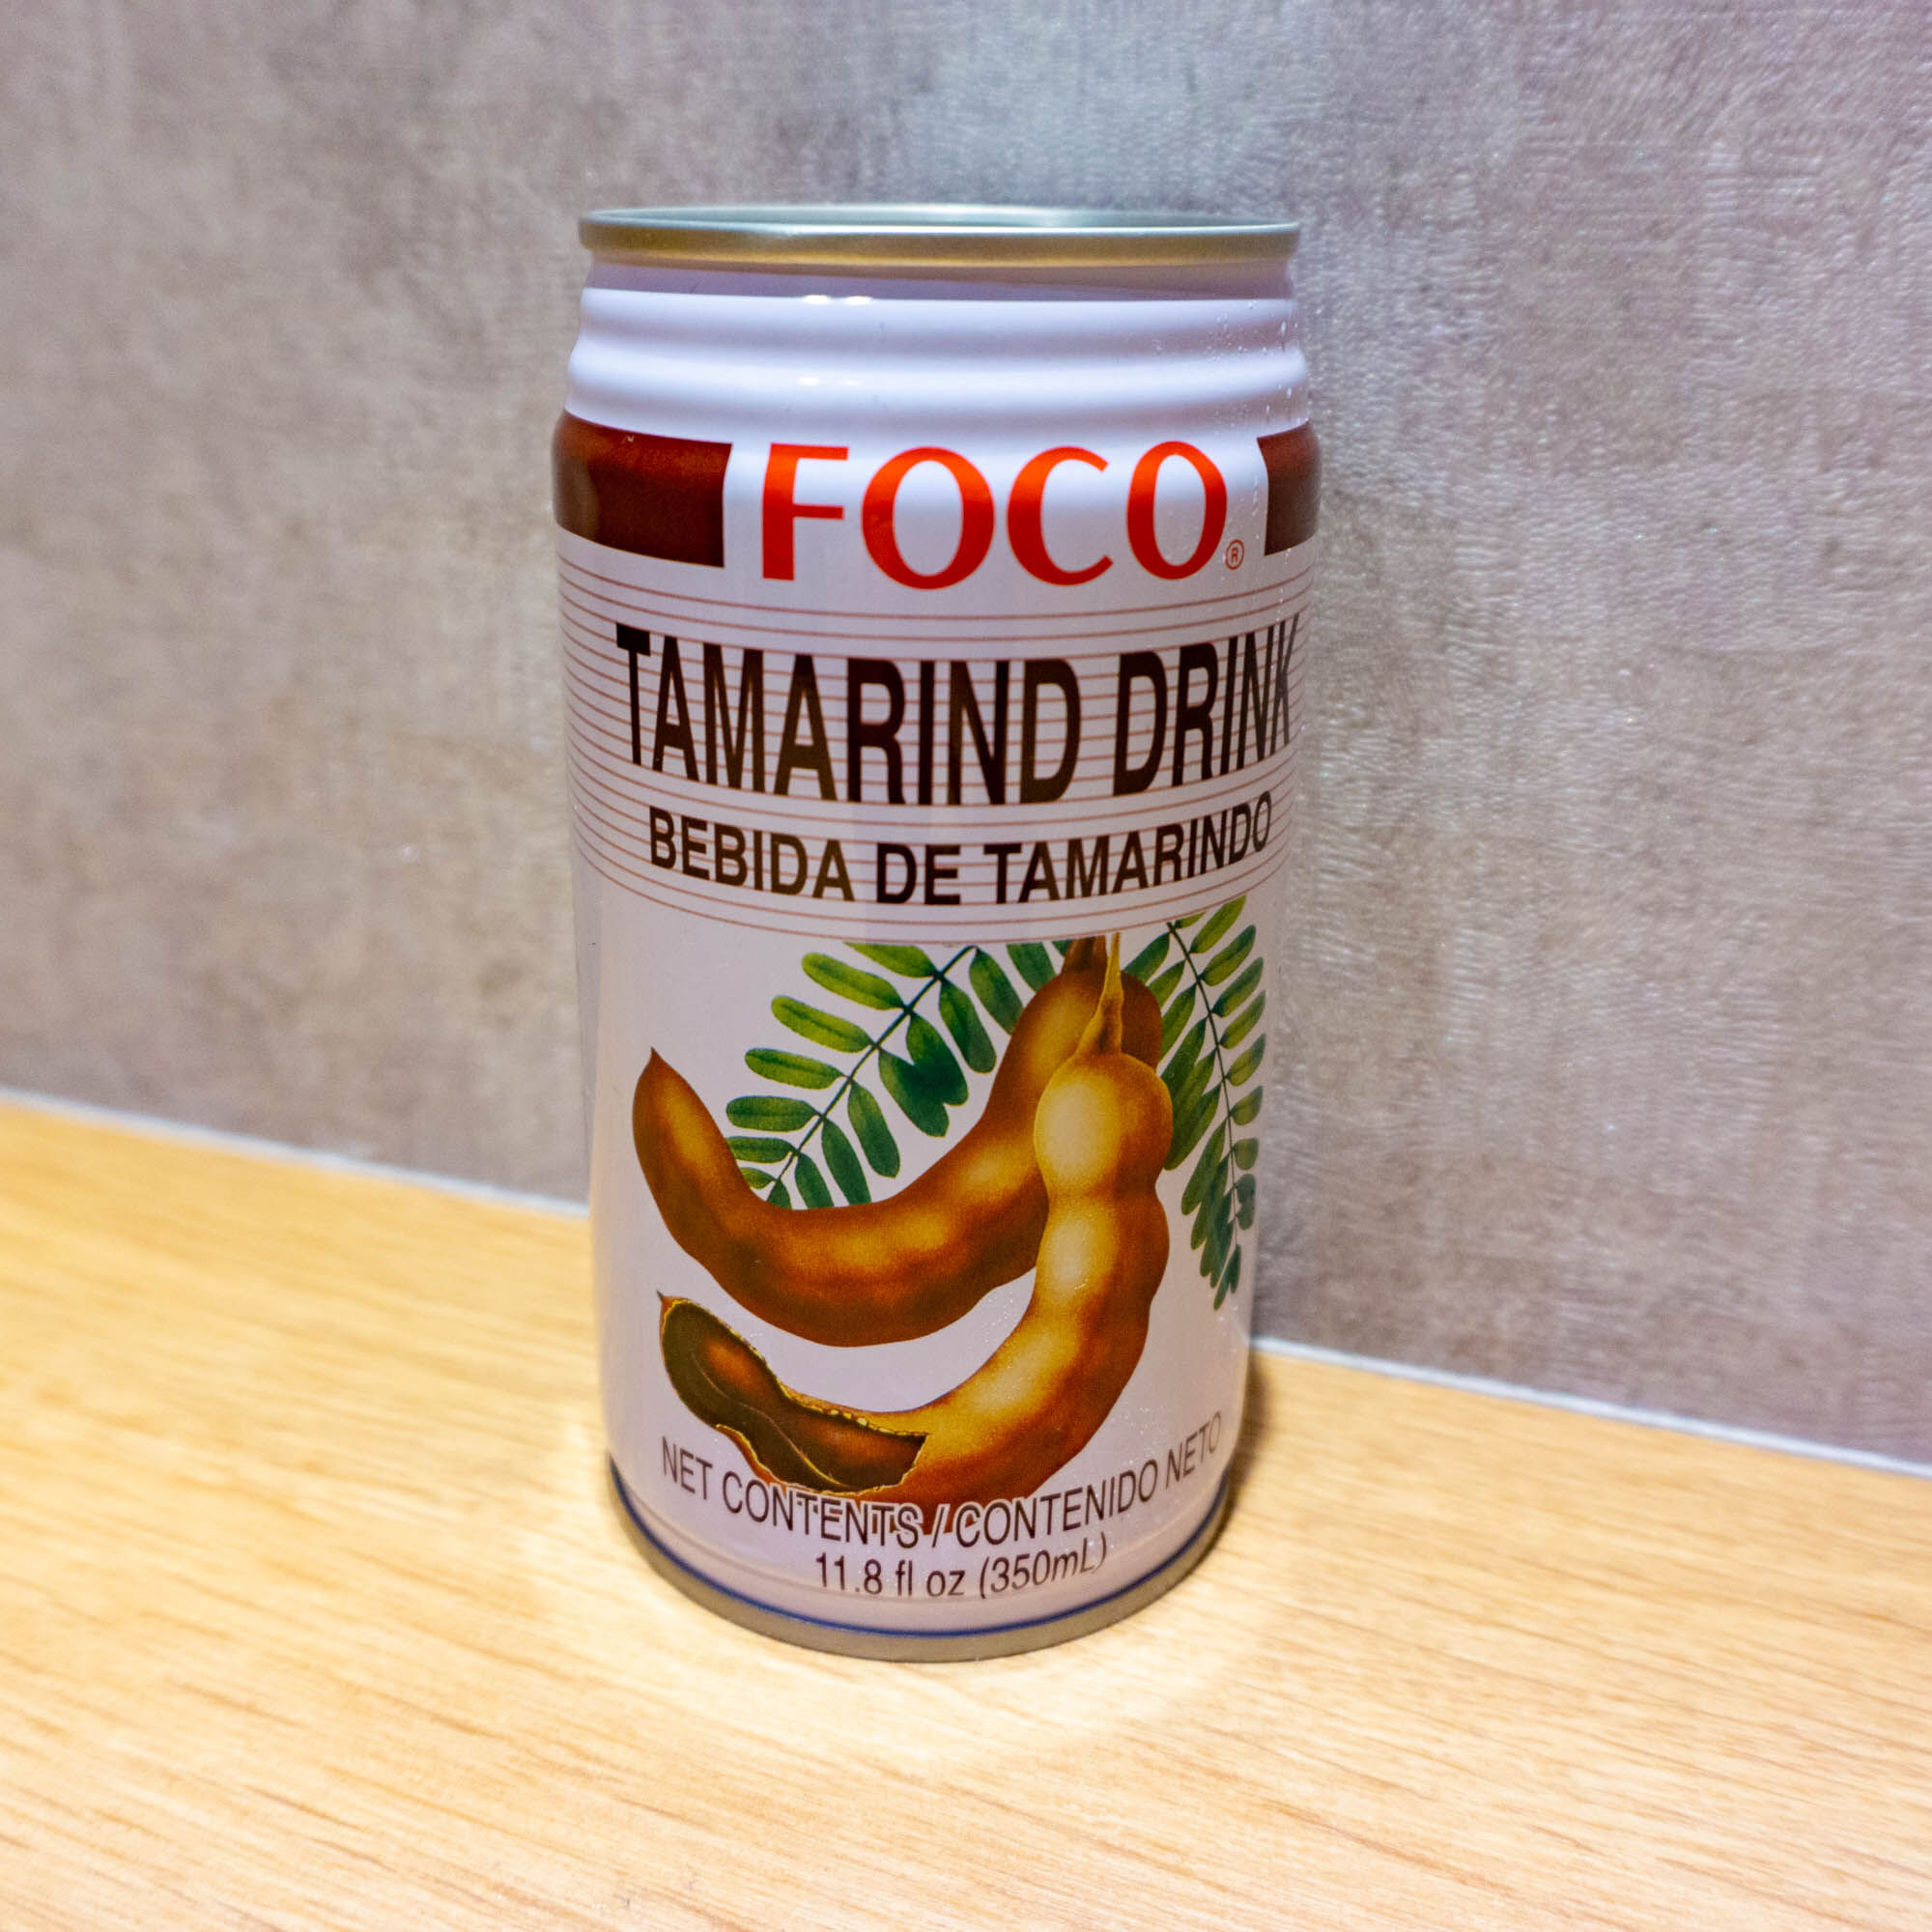 FOCO®
TAMARIND DRINK
BEBIDA DE TAMARINDO
NET CONTENTS / CONTENIDO NETO
11.8 fl oz (350mL)